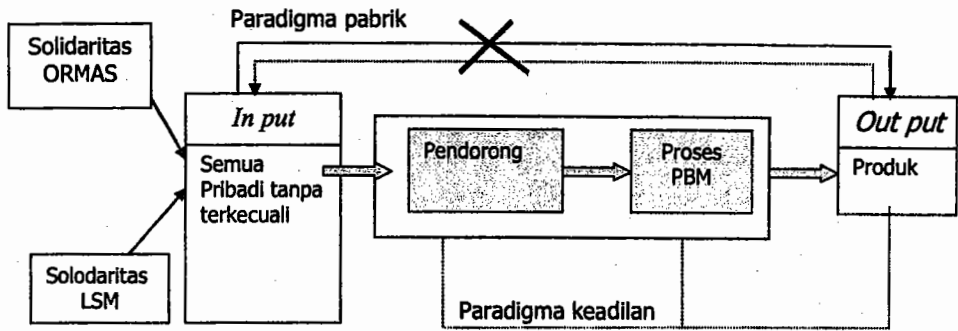 Paradigma pabrik
Solidaritas
ORMAS
In put
Semua
Pribadi tanpa
terkecuali
Solodaritas
LSM
Pendorong
Proses
PBM
Out put
Produk
Paradigma keadilan